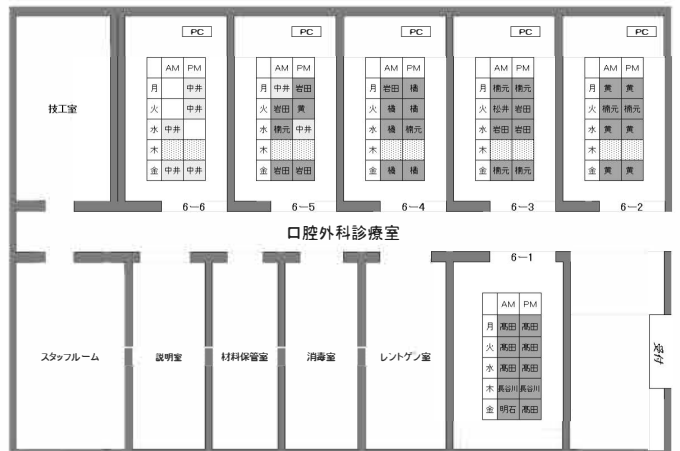 PC PC PC PC PC
技工室
AM PM
月 中井
火 中井
水 中井
木
金 中井 中井
6-6
AM PM
月 中井 岩田
火 岩田 黄
水 楠元 中井
木
金 岩田 岩田
6-5
AM PM
月 岩田 橘
火 橘 橘
水 橘 楠元
木
金 橘 橘
6-4
AM PM
月 楠元 楠元
火 松井 岩田
水 岩田 岩田
木
金 楠元 楠元
6-3
AM PM
月 黄 黄
火 楠元 楠元
水 黄 黄
木
金 黄 黄
6-2
口腔外科診療室
6-1
AM PM
月 髙田 髙田
火 髙田 髙田
水 髙田 髙田
木 長谷川 長谷川
金 明石 髙田
スタッフルーム
説明室
材料保管室
消毒室
レントゲン室
受付